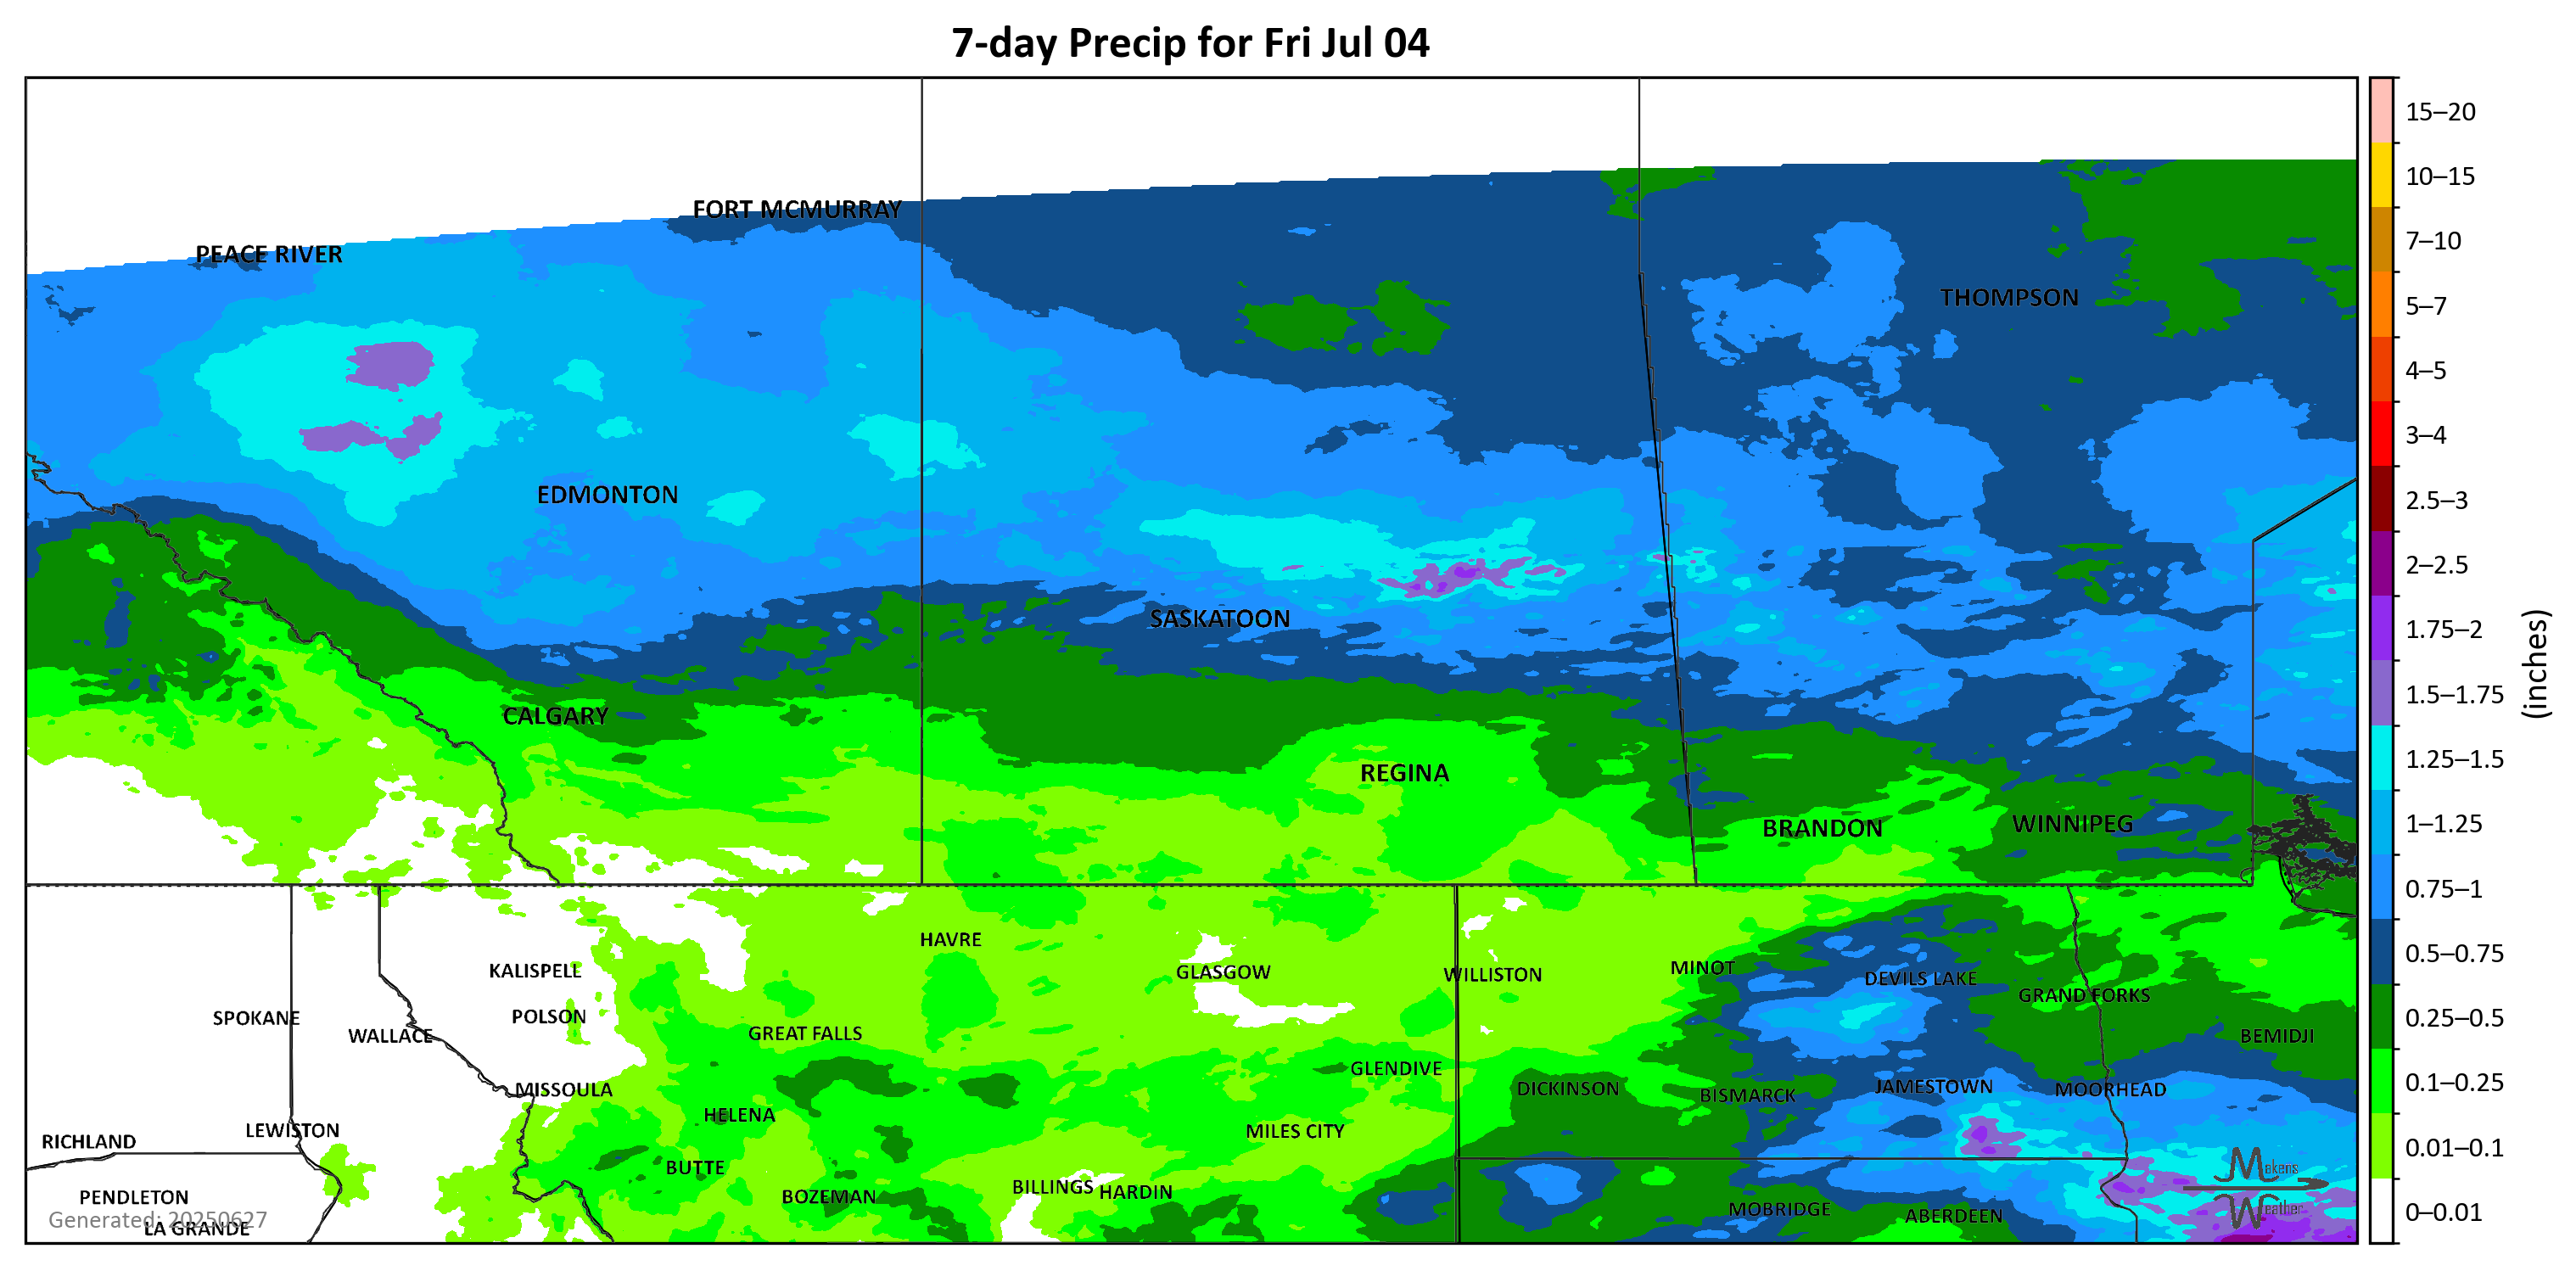 7-day Precip for Fri Jul 04
FORT MCMURRAY
PEACE RIVER
THOMPSON
EDMONTON
SASKATOON
CALGARY
REGINA
BRANDON
WINNIPEG
HAVRE
KALISPELL
GLASGOW
WILLISTON
MINOT
DEVILS LAKE
GRAND FORKS
SPOKANE
POLSON
WALLACE
GREAT FALLS
BEMIDJI
GLENDIVE
MISSOULA
DICKINSON
BISMARCK
JAMESTOWN
MOORHEAD
HELENA
LEWISTON
MILES CITY
RICHLAND
BUTTE
BILLINGS
HARDIN
BOZEMAN
PENDLETON
MOBRIDGE
ABERDEEN
Generated: 20250627
LA GRANDE
Mekens
Weather
15–20
10–15
7–10
5–7
4–5
3–4
2.5–3
2–2.5
1.75–2
1.5–1.75
1.25–1.5
1–1.25
0.75–1
0.5–0.75
0.25–0.5
0.1–0.25
0.01–0.1
0–0.01
(inches)